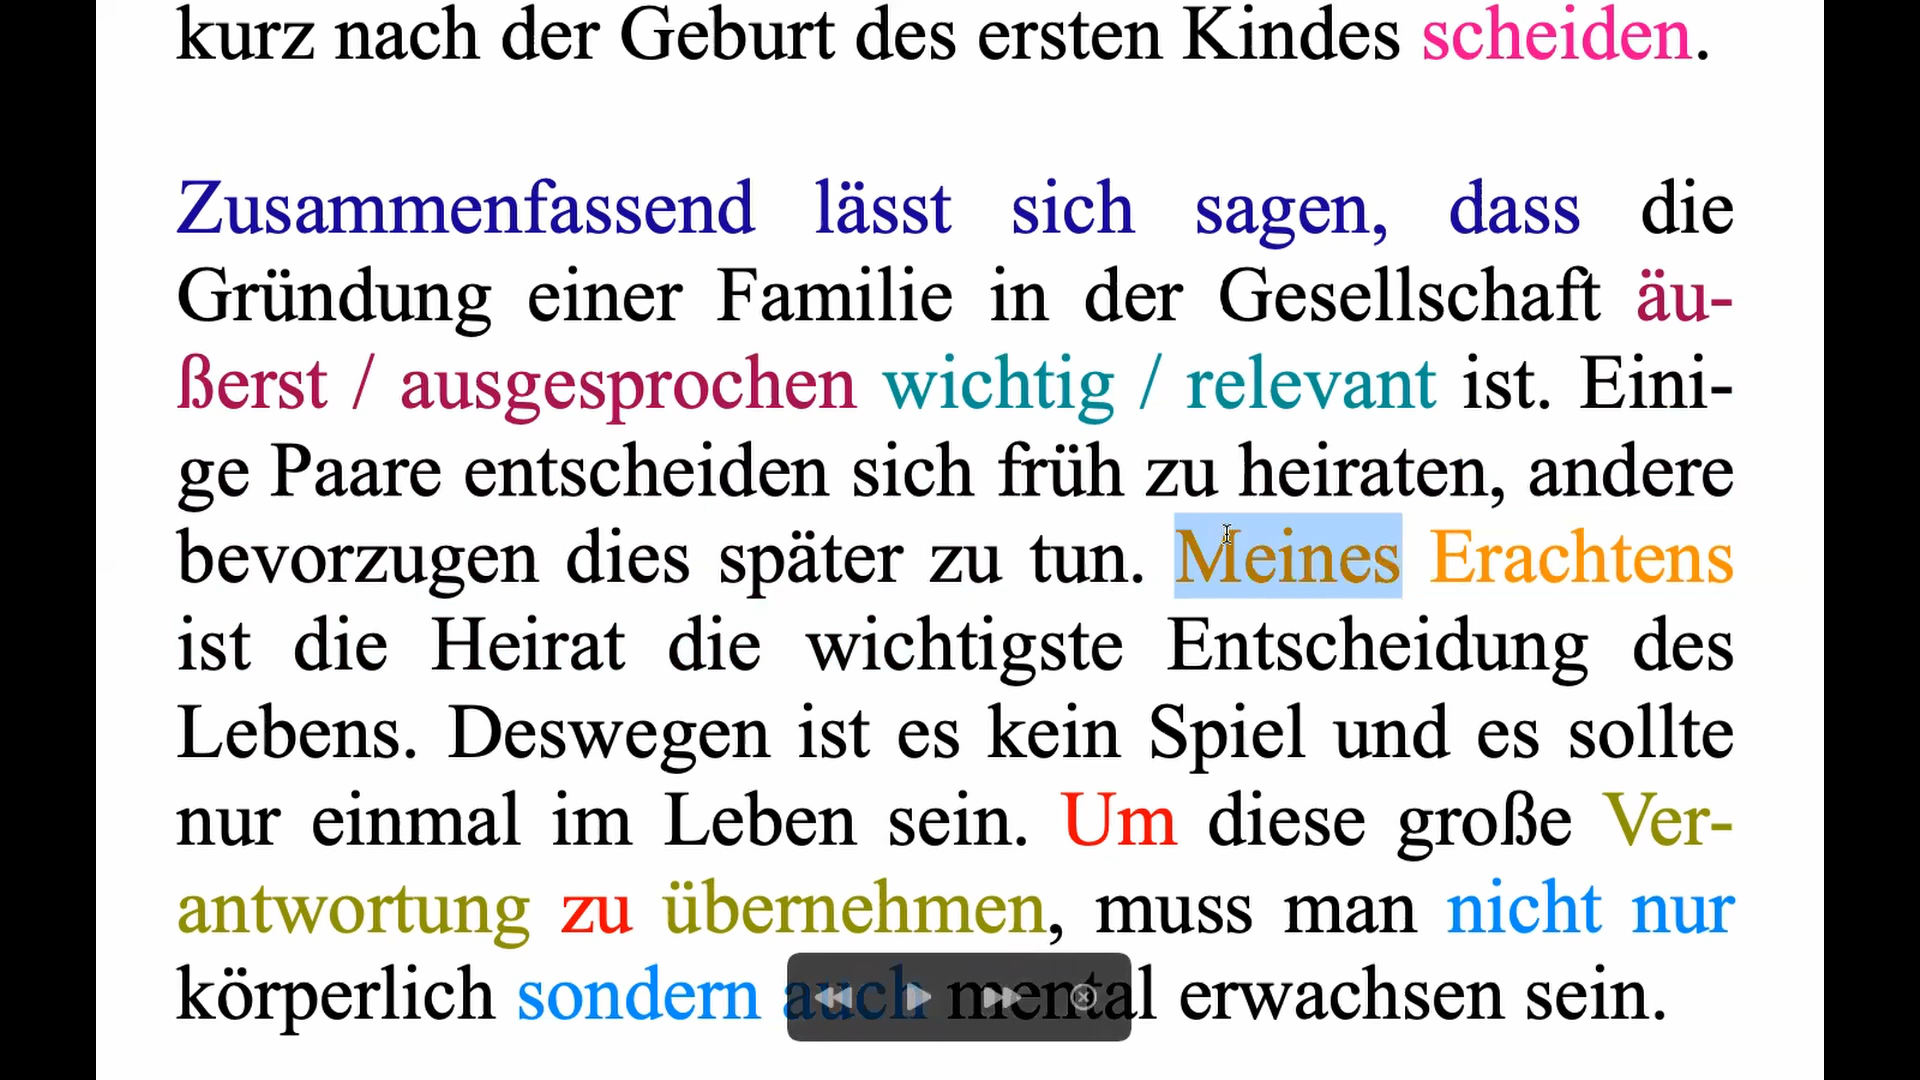 kurz nach der Geburt des ersten Kindes scheiden.
Zusammenfassend lässt sich sagen, dass die
Gründung einer Familie in der Gesellschaft äu-
ßerst / ausgesprochen wichtig / relevant ist. Eini-
ge Paare entscheiden sich früh zu heiraten, andere
bevorzugen dies später zu tun. Meines Erachtens
ist die Heirat die wichtigste Entscheidung des
Lebens. Deswegen ist es kein Spiel und es sollte
nur einmal im Leben sein. Um diese große Ver-
antwortung zu übernehmen, muss man nicht nur
körperlich sondern auch mental erwachsen sein.